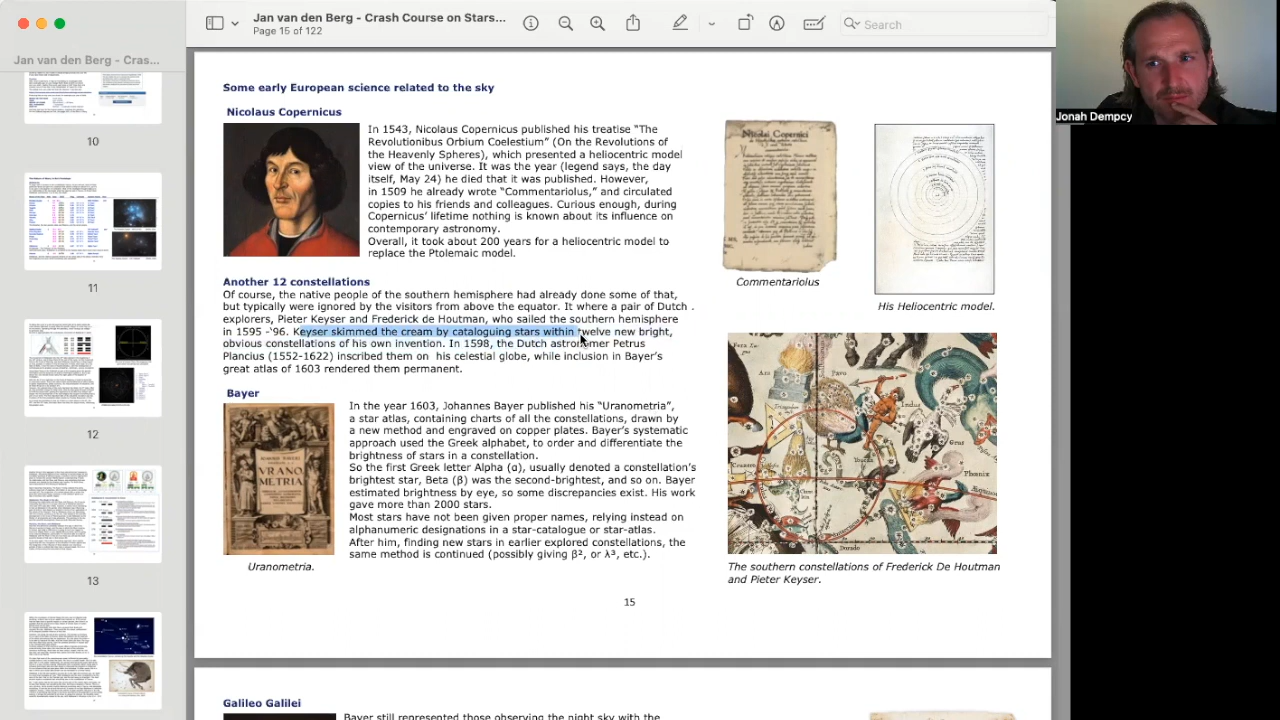 Jan van den Berg - Crash Course on Stars...
Page 15 of 122
Search
Jan van den Berg - Cras...
10
11
12
13
Some early European science related to the sky
Nicolaus Copernicus
In 1543, Nicolaus Copernicus published his treatise "The
Revolutionibus Orbium Coelestium" (On the Revolutions of
the Heavenly Spheres), which presented a heliocentric model
view of the universe. It was the year (legend says, the day
itself, May 24) he died that it was published. However,
in 1509 he already wrote "Commentariolus," and circulated
copies to his friends and colleagues. Curious enough, during
Copernicus' lifetime nothing is known about its influence on
contemporary astronomy.
Overall, it took about 200 years for a heliocentric model to
replace the Ptolemaic model.
Nicolai Copernici
Commentariolus
His Heliocentric model.
Another 12 constellations
Of course, the native people of the southern hemisphere had already done some of that,
but typically were ignored by the visitors from above the equator. It where a pair of Dutch .
explorers, Pieter Keyser and Frederick de Houtman, who sailed the southern hemisphere
in 1595 -'96. Keyser skimmed the cream by cataloguing stars within twelve new bright,
obvious constellations of his own invention. In 1598, the Dutch astronomer Petrus
Plancius (1552-1622) inscribed them on his celestial globe, while inclusion in Bayer's
great atlas of 1603 rendered them permanent.
Bayer
In the year 1603, Johannes Bayer published his "Uranometria",
a star atlas, containing charts of all the constellations, drawn by
a new method and engraved on copper plates. Bayer's systematic
approach used the Greek alphabet, to order and differentiate the
brightness of stars in a constellation.
So the first Greek letter Alpha (α), usually denoted a constellation's
brightest star, Beta (β) was the second-brightest, and so on. Bayer
estimated brightness by eye, so some discrepancies exist. His work
gave more than 2000 stars.
Most stars have not been given proper names, relying instead on
alphanumeric designations in a star-catalogue or star-atlas.
After him, finding new stars in earlier explored constellations, the
same method is continued (possibly giving β², or λ³, etc.).
VRANO
METRIA
Uranometria.
Ara
Pavo
Indus
Grus
Phoenix
Dorado
The southern constellations of Frederick De Houtman
and Pieter Keyser.
15
Galileo Galilei
Bayer still represented those observing the night sky with the
Jonah Dempcy